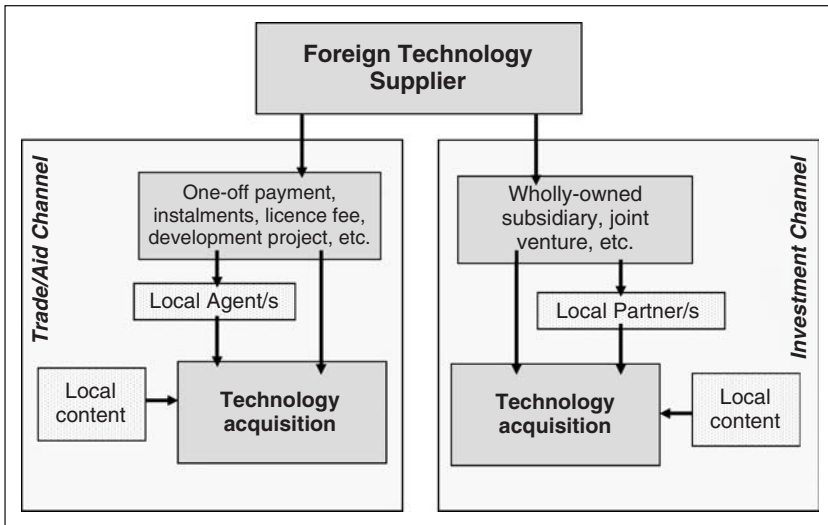 Foreign Technology
Supplier
Trade/Aid Channel
One-off payment,
instalments, licence fee,
development project, etc.
Local Agent/s
Local
content
Technology
acquisition
Investment Channel
Wholly-owned
subsidiary, joint
venture, etc.
Local Partner/s
Technology
acquisition
Local
content